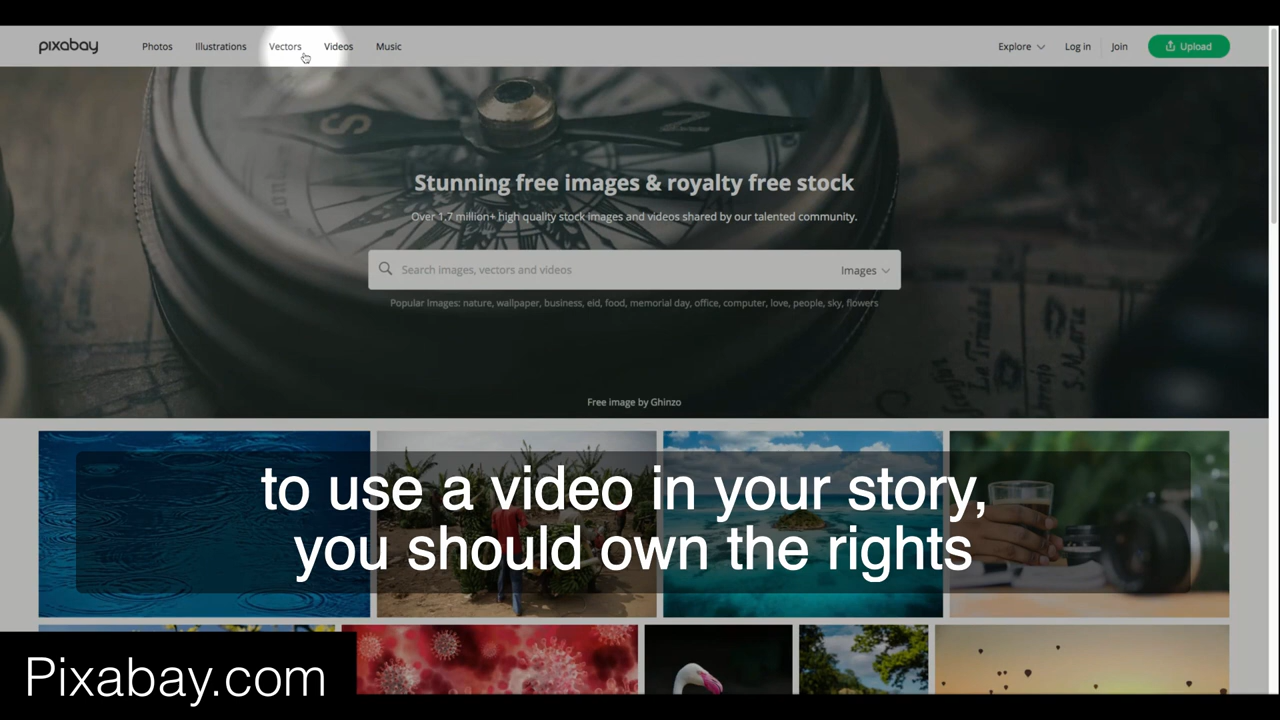 pixabay Photos Illustrations Vectors Videos Music Explore Log in Join Upload
S N
Stunning free images & royalty free stock
Over 1.7 million+ high quality stock images and videos shared by our talented community.
Search images, vectors and videos Images
Popular Images: nature, wallpaper, business, eid, food, memorial day, office, computer, love, people, sky, flowers
Le Trinidad
S. Maria
Free image by Ghinzo
to use a video in your story,
you should own the rights
Pixabay.com